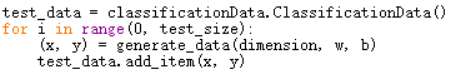 test_data = classificationData.ClassificationData()
for i in range(0, test_size):
    (x, y) = generate_data(dimension, w, b)
    test_data.add_item(x, y)